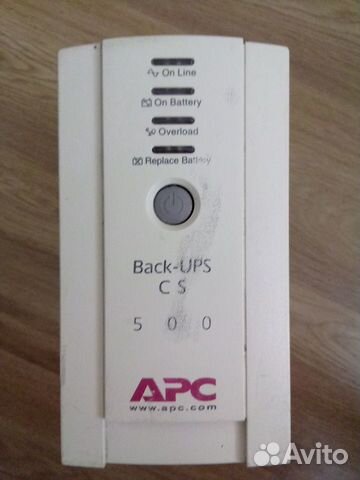 On Line
On Battery
Overload
Replace Battery
Back-UPS
CS
500
APC
www.apc.com
Avito